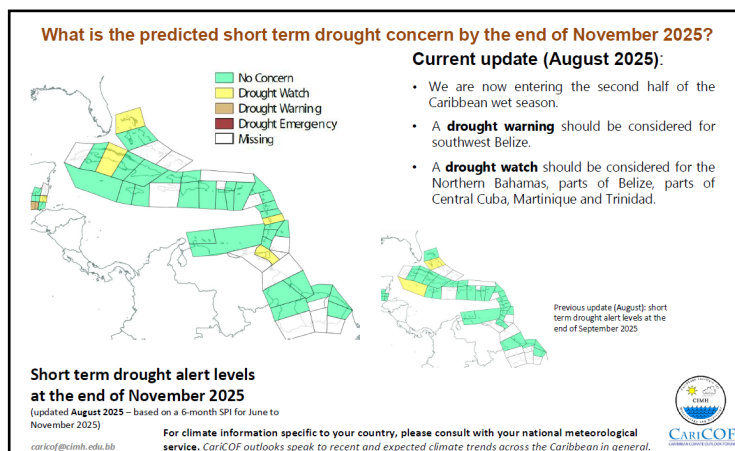 What is the predicted short term drought concern by the end of November 2025?
Current update (August 2025):
No Concern
Drought Watch
Drought Warning
Drought Emergency
Missing
• We are now entering the second half of the
Caribbean wet season.
• A drought warning should be considered for
southwest Belize.
• A drought watch should be considered for the
Northern Bahamas, parts of Belize, parts of
Central Cuba, Martinique and Trinidad.
Previous update (August): short
term drought alert levels at the
end of September 2025
Short term drought alert levels
at the end of November 2025
(updated August 2025 – based on a 6-month SPI for June to
November 2025)
caricof@cimh.edu.bb
For climate information specific to your country, please consult with your national meteorological
service. CariCOF outlooks speak to recent and expected climate trends across the Caribbean in general.
CIMH
CARICOF
CARIBBEAN CLIMATE OUTLOOK FORUM